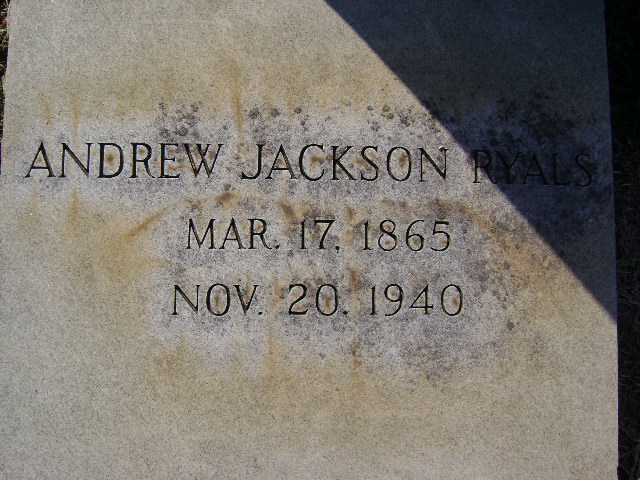 ANDREW JACKSON RYALS
MAR. 17, 1865
NOV. 20, 1940